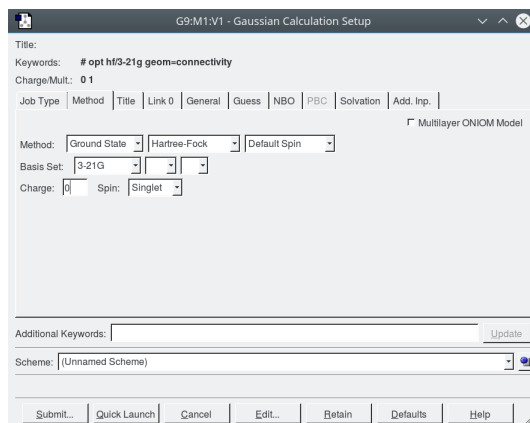 G9:M1:V1 - Gaussian Calculation Setup
Title:
Keywords: # opt hf/3-21g geom=connectivity
Charge/Mult.: 0 1
Job Type Method Title Link 0 General Guess NBO PBC Solvation Add. Inp.
Multilayer ONIOM Model
Method: Ground State Hartree-Fock Default Spin
Basis Set: 3-21G
Charge: 0 Spin: Singlet
Additional Keywords: Update
Scheme: (Unnamed Scheme)
Submit... Quick Launch Cancel Edit... Retain Defaults Help